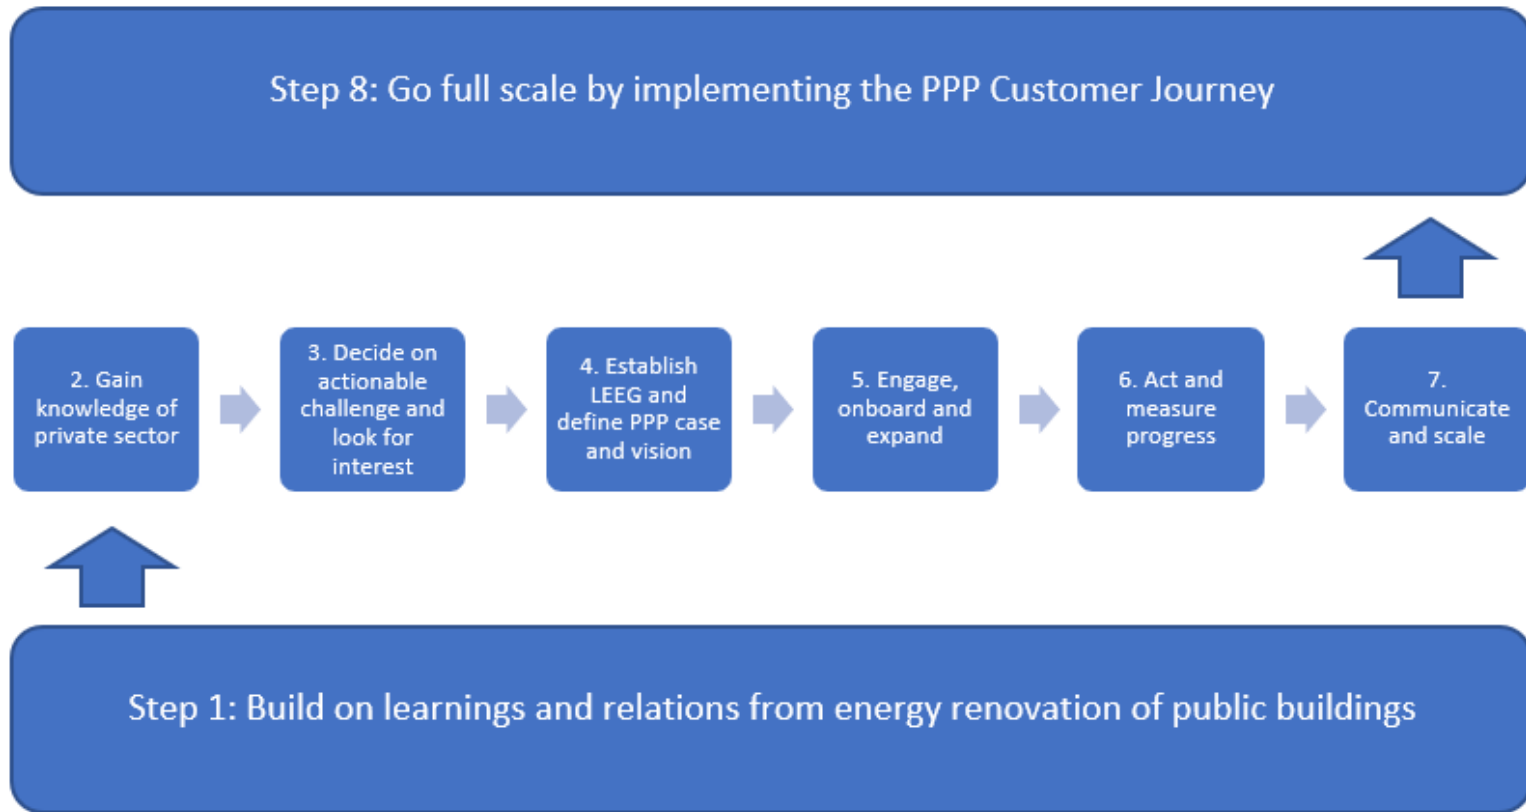 Step 8: Go full scale by implementing the PPP Customer Journey
2. Gain
knowledge of
private sector
3. Decide on
actionable
challenge and
look for
interest
4. Establish
LEEG and
define PPP case
and vision
5. Engage,
onboard and
expand
6. Act and
measure
progress
7.
Communicate
and scale
Step 1: Build on learnings and relations from energy renovation of public buildings